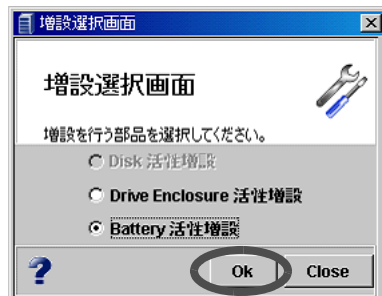 増設選択画面
増設選択画面
増設を行う部品を選択してください。
Disk 活性増設
Drive Enclosure 活性増設
Battery 活性増設
? Ok Close